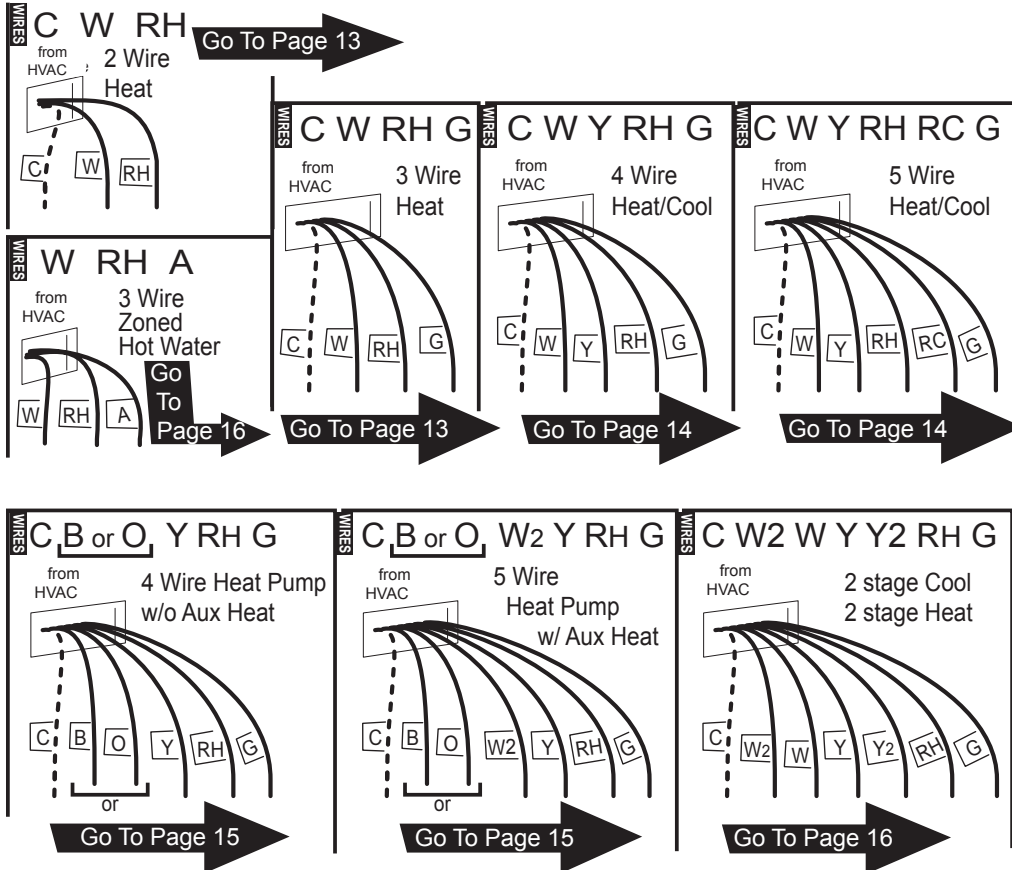 WIRES
C W RH
Go To Page 13
from
HVAC
2 Wire
Heat
C W RH
WIRES
W RH A
from
HVAC
3 Wire
Zoned
Hot Water
Go
To
Page 16
W RH A
WIRES
C W RH G
from
HVAC
3 Wire
Heat
C W RH G
Go To Page 13
WIRES
C W Y RH G
from
HVAC
4 Wire
Heat/Cool
C W Y RH G
Go To Page 14
WIRES
C W Y RH RC G
from
HVAC
5 Wire
Heat/Cool
C W Y RH RC G
Go To Page 14
WIRES
C B or O Y RH G
from
HVAC
4 Wire Heat Pump
w/o Aux Heat
C B O Y RH G
or
Go To Page 15
WIRES
C B or O W2 Y RH G
from
HVAC
5 Wire
Heat Pump
w/ Aux Heat
C B O W2 Y RH G
or
Go To Page 15
WIRES
C W2 W Y Y2 RH G
from
HVAC
2 stage Cool
2 stage Heat
C W2 W Y Y2 RH G
Go To Page 16